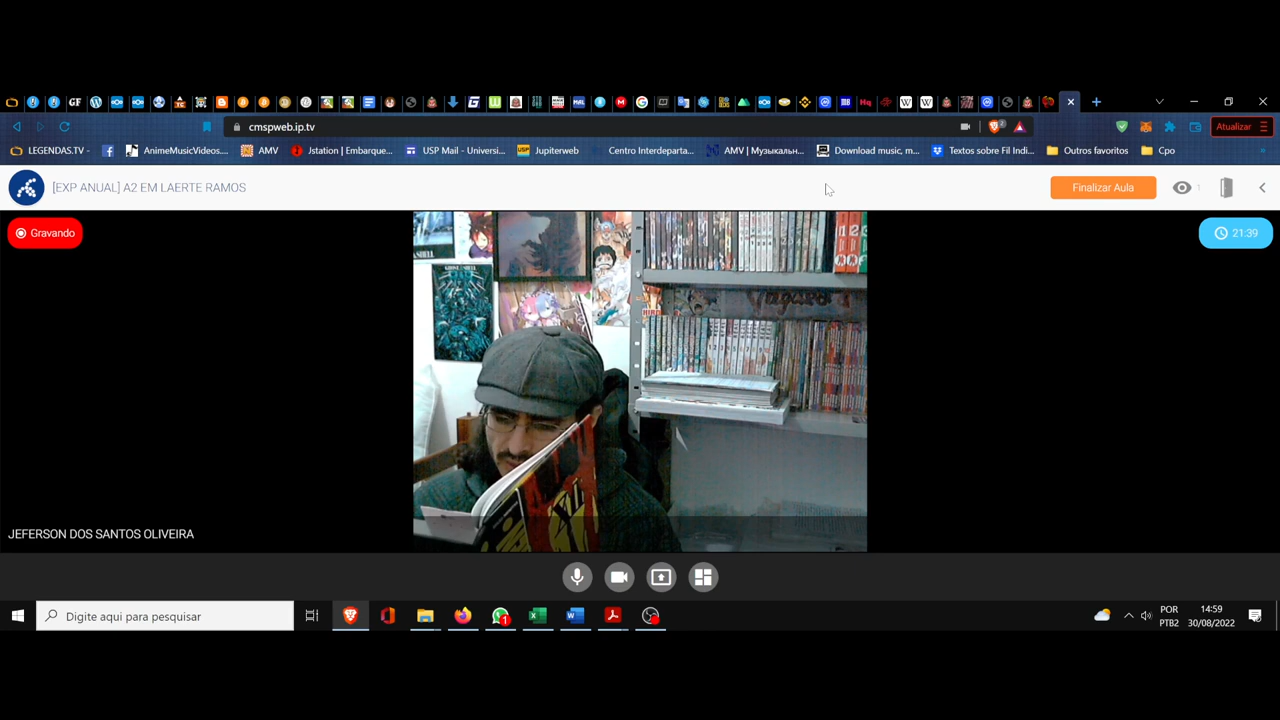 cmspweb.ip.tv
Atualizar
LEGENDAS.TV -
AnimeMusicVideos....
AMV
Jstation | Embarque...
USP Mail - Universi...
Jupiterweb
Centro Interdeparta...
AMV | Музыкальн...
Download music, m...
Textos sobre Fil Indi...
Outros favoritos
Cpo
[EXP ANUAL] A2 EM LAERTE RAMOS
Finalizar Aula
1
Gravando
21:39
JEFERSON DOS SANTOS OLIVEIRA
Digite aqui para pesquisar
POR
PTB2
14:59
30/08/2022